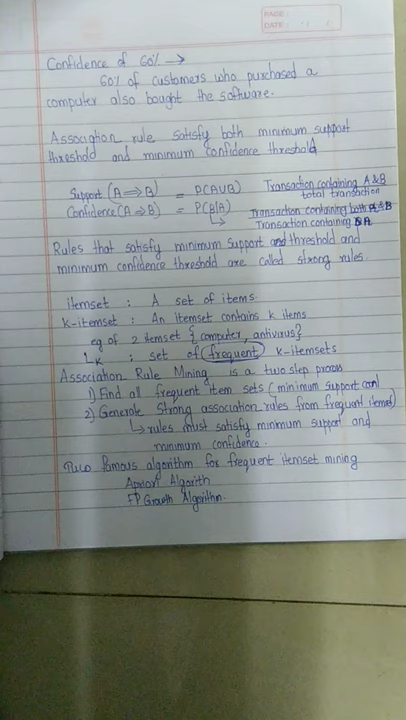 PAGE:
DATE:
Confidence of 60% →
60% of customers who purchased a
computer also bought the software.
Association rule satisfy both minimum support
threshold and minimum confidence threshold
Support (A ⟹ B) = P(AUB) Transaction containing A & B
total transaction
Confidence (A ⟹ B) = P(B|A) Transaction containing both A & B
↳ Transaction containing A
Rules that satisfy minimum support threshold and
minimum confidence threshold are called strong rules.
itemset : A set of items
K-itemset : An itemset contains k items
eg of 2 itemset { computer, antivirus}
Lk : set of frequent k-itemsets
Association Rule Mining is a two step process
1) Find all frequent item sets (minimum support
2) Generate strong association rules from frequent
↳ rules must satisfy minimum support and
minimum confidence.
Two famous algorithm for frequent itemset mining
Apriori Algorith
FP Growth Algorithm.